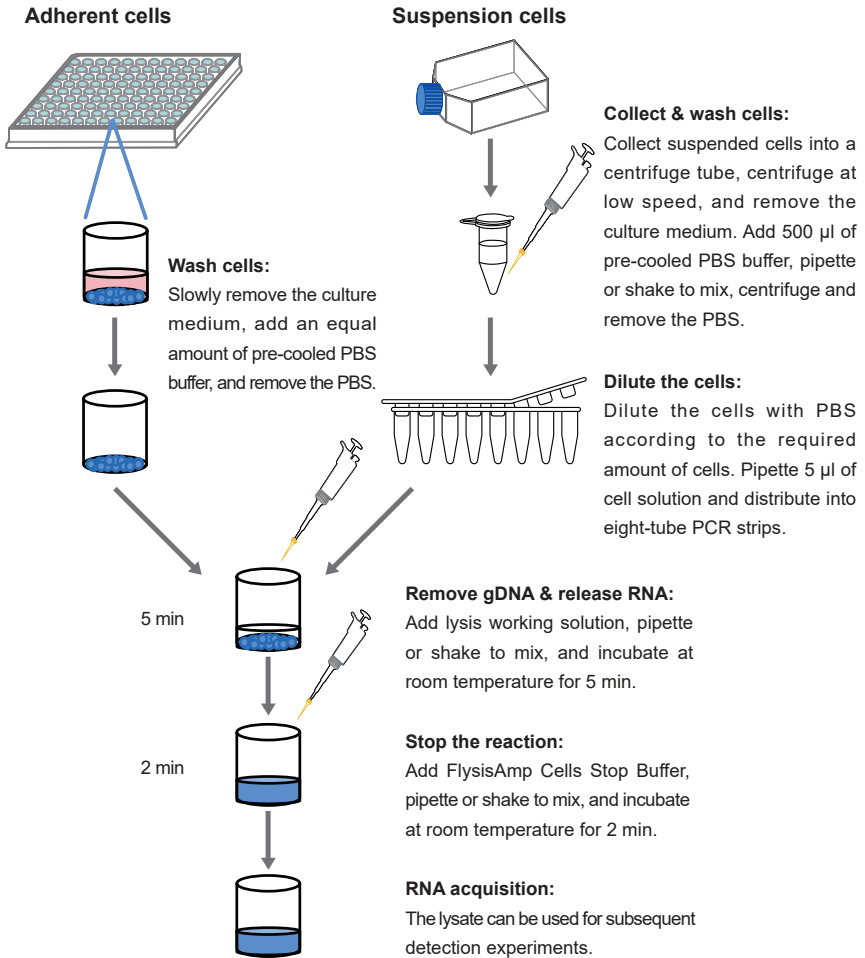 Adherent cells
Suspension cells
Collect & wash cells:
Collect suspended cells into a
centrifuge tube, centrifuge at
low speed, and remove the
culture medium. Add 500 µl of
pre-cooled PBS buffer, pipette
or shake to mix, centrifuge and
remove the PBS.
Wash cells:
Slowly remove the culture
medium, add an equal
amount of pre-cooled PBS
buffer, and remove the PBS.
Dilute the cells:
Dilute the cells with PBS
according to the required
amount of cells. Pipette 5 µl of
cell solution and distribute into
eight-tube PCR strips.
5 min
Remove gDNA & release RNA:
Add lysis working solution, pipette
or shake to mix, and incubate at
room temperature for 5 min.
2 min
Stop the reaction:
Add FlysisAmp Cells Stop Buffer,
pipette or shake to mix, and incubate
at room temperature for 2 min.
RNA acquisition:
The lysate can be used for subsequent
detection experiments.